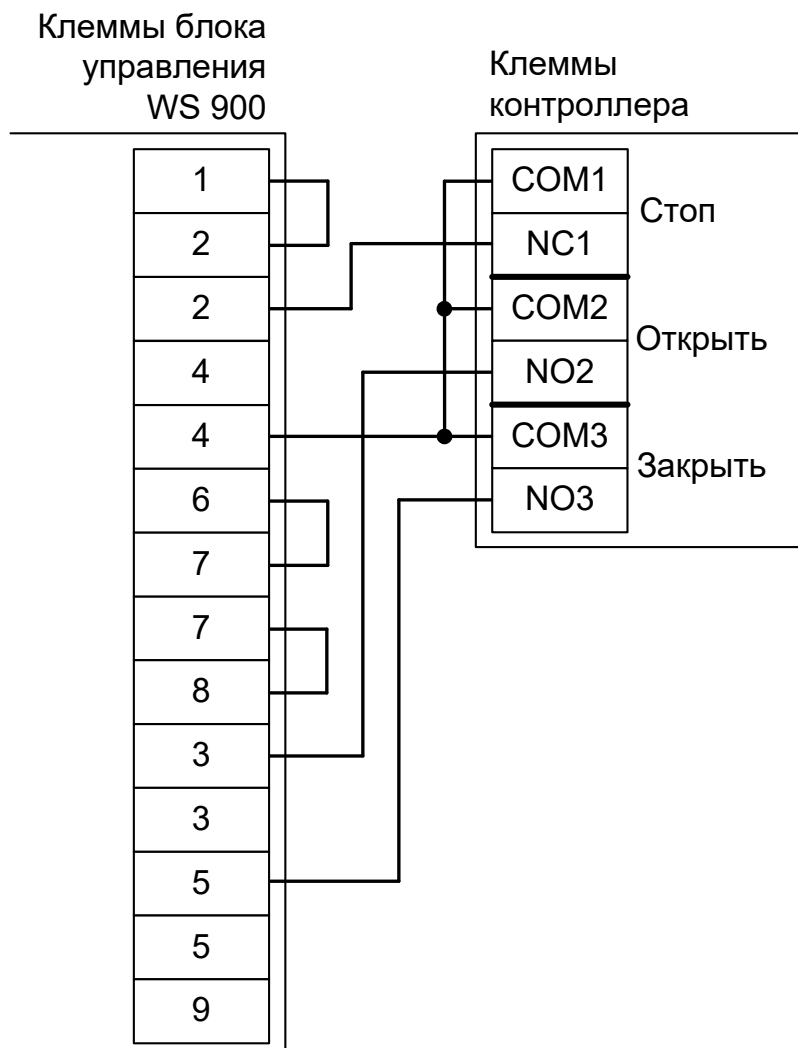 Клеммы блока
управления
WS 900
1
2
2
4
4
6
7
7
8
3
3
5
5
9
Клеммы
контроллера
COM1
NC1
COM2
NO2
COM3
NO3
Стоп
Открыть
Закрыть